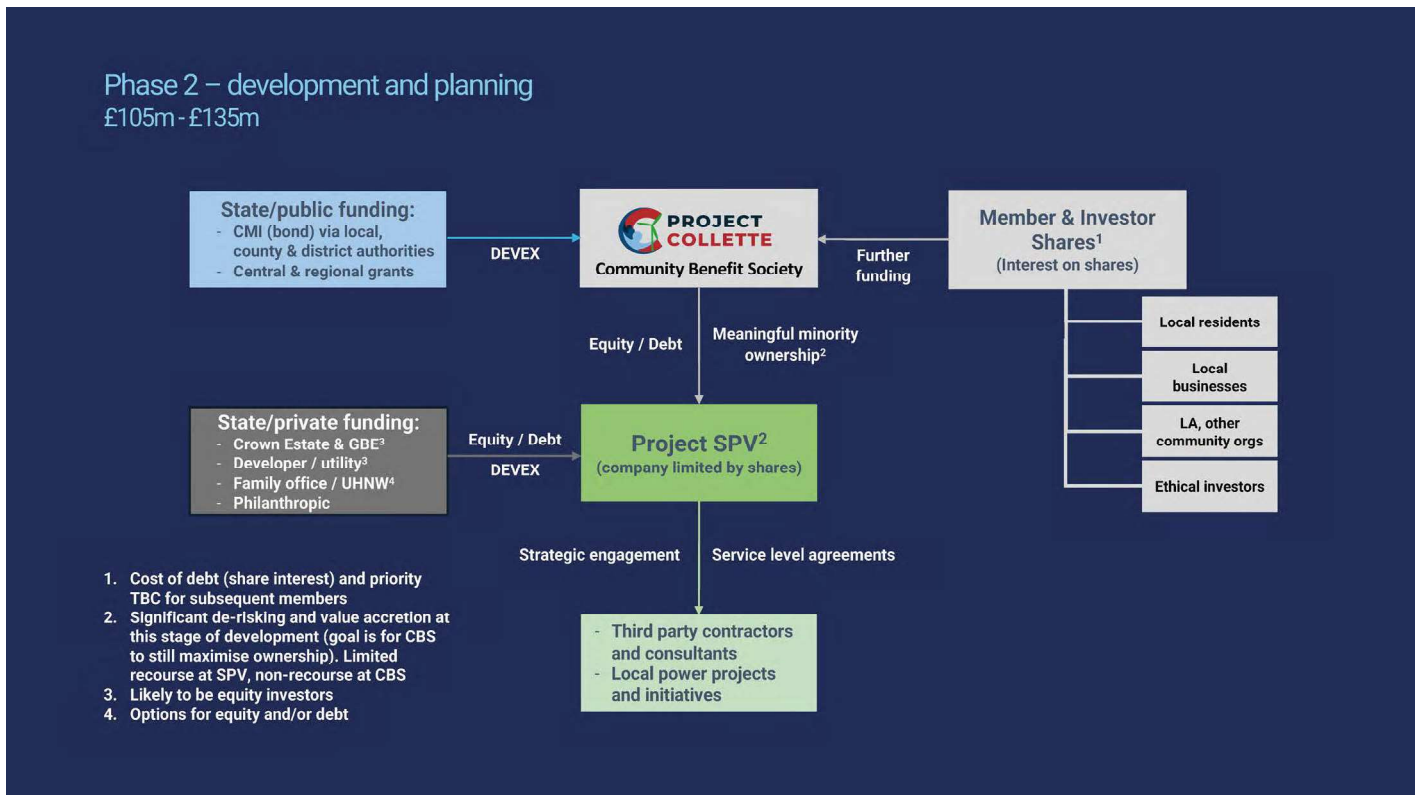 Phase 2 – development and planning
£105m - £135m
State/public funding:
- CMI (bond) via local,
county & district authorities
- Central & regional grants
DEVEX
PROJECT
COLLETTE
Community Benefit Society
Further
funding
Member & Investor
Shares¹
(Interest on shares)
Local residents
Local
businesses
LA, other
community orgs
Ethical investors
Equity / Debt
Meaningful minority
ownership²
State/private funding:
- Crown Estate & GBE³
- Developer / utility³
- Family office / UHNW⁴
- Philanthropic
Equity / Debt
DEVEX
Project SPV²
(company limited by shares)
Strategic engagement
Service level agreements
- Third party contractors
and consultants
- Local power projects
and initiatives
1. Cost of debt (share interest) and priority
TBC for subsequent members
2. Significant de-risking and value accretion at
this stage of development (goal is for CBS
to still maximise ownership). Limited
recourse at SPV, non-recourse at CBS
3. Likely to be equity investors
4. Options for equity and/or debt